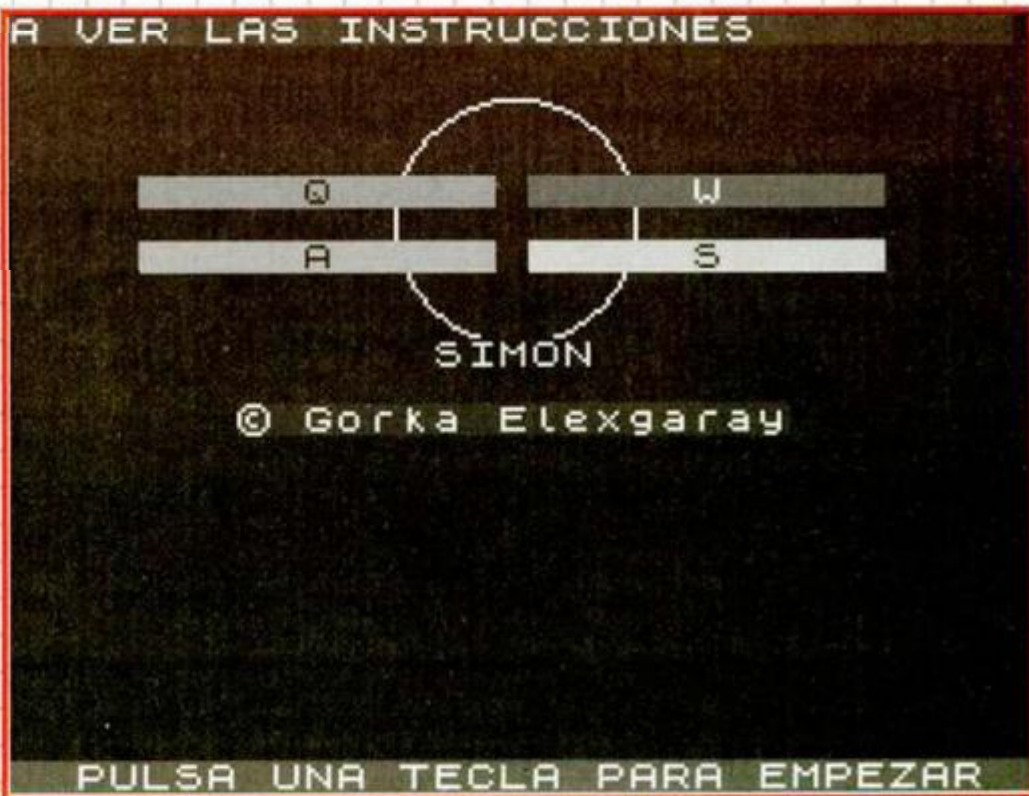 A VER LAS INSTRUCCIONES
Q W
A S
SIMON
© Gorka Elexgaray
PULSA UNA TECLA PARA EMPEZAR